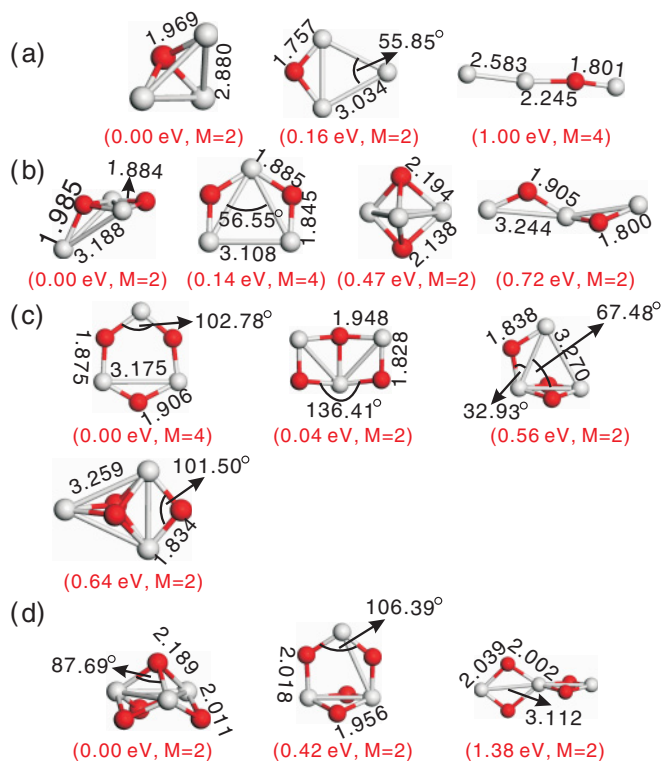 (a) 1.969 2.880 1.757 55.85° 3.034 2.583 2.245 1.801
(0.00 eV, M=2) (0.16 eV, M=2) (1.00 eV, M=4)
(b) 1.985 1.884 3.188 1.885 56.55° 1.845 3.108 2.194 2.138 1.905 3.244 1.800
(0.00 eV, M=2) (0.14 eV, M=4) (0.47 eV, M=2) (0.72 eV, M=2)
(c) 102.78° 1.875 3.175 1.906 1.948 1.828 136.41° 1.838 67.48° 3.270 32.93°
(0.00 eV, M=4) (0.04 eV, M=2) (0.56 eV, M=2)
3.259 101.50° 1.834
(0.64 eV, M=2)
(d) 87.69° 2.189 2.011 106.39° 2.018 1.956 2.039 2.002 3.112
(0.00 eV, M=2) (0.42 eV, M=2) (1.38 eV, M=2)